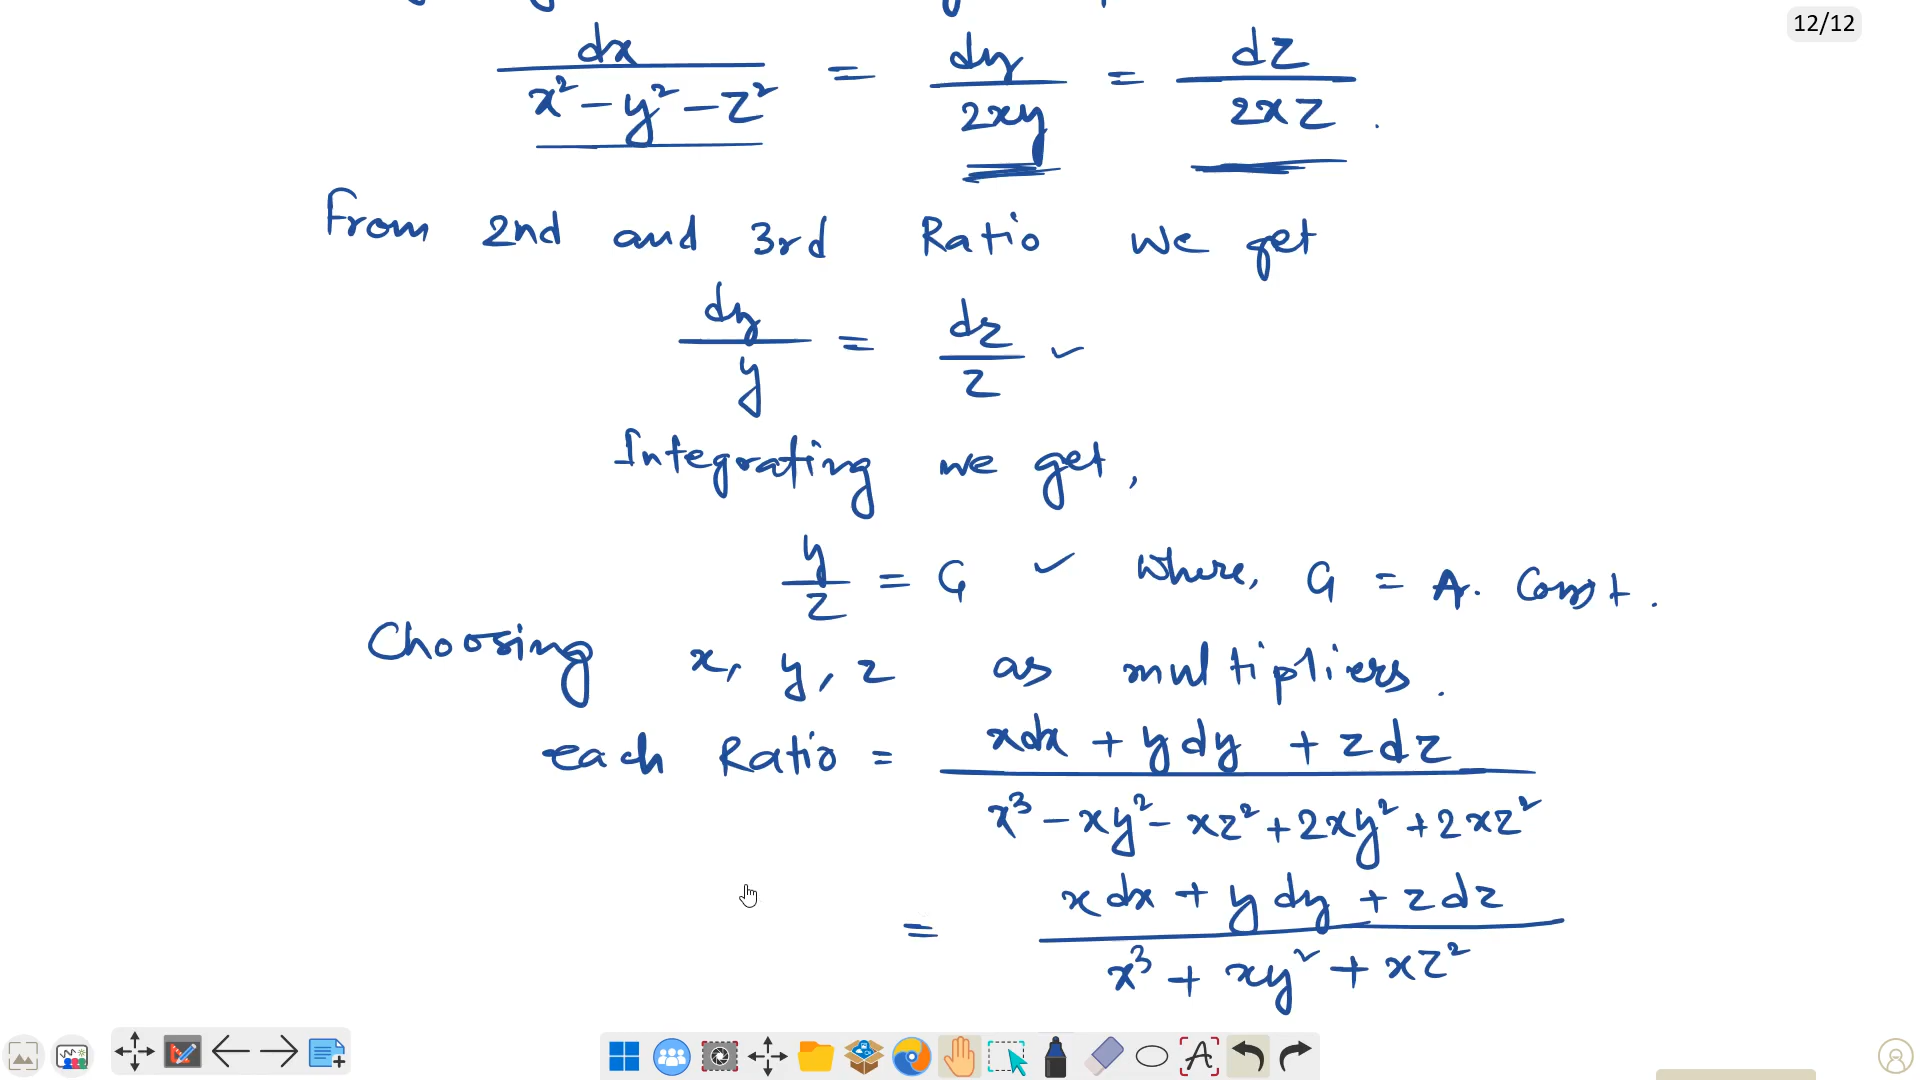 12/12
dx/(x² - y² - z²) = dy/2xy = dz/2xz .
From 2nd and 3rd Ratio we get
dy/y = dz/z ✓
Integrating we get,
y/z = C₁ ✓ where, C₁ = A. Const.
Choosing x, y, z as multipliers.
each Ratio = (xdx + ydy + zdz)/(x³ - xy² - xz² + 2xy² + 2xz²)
= (xdx + ydy + zdz)/(x³ + xy² + xz²)